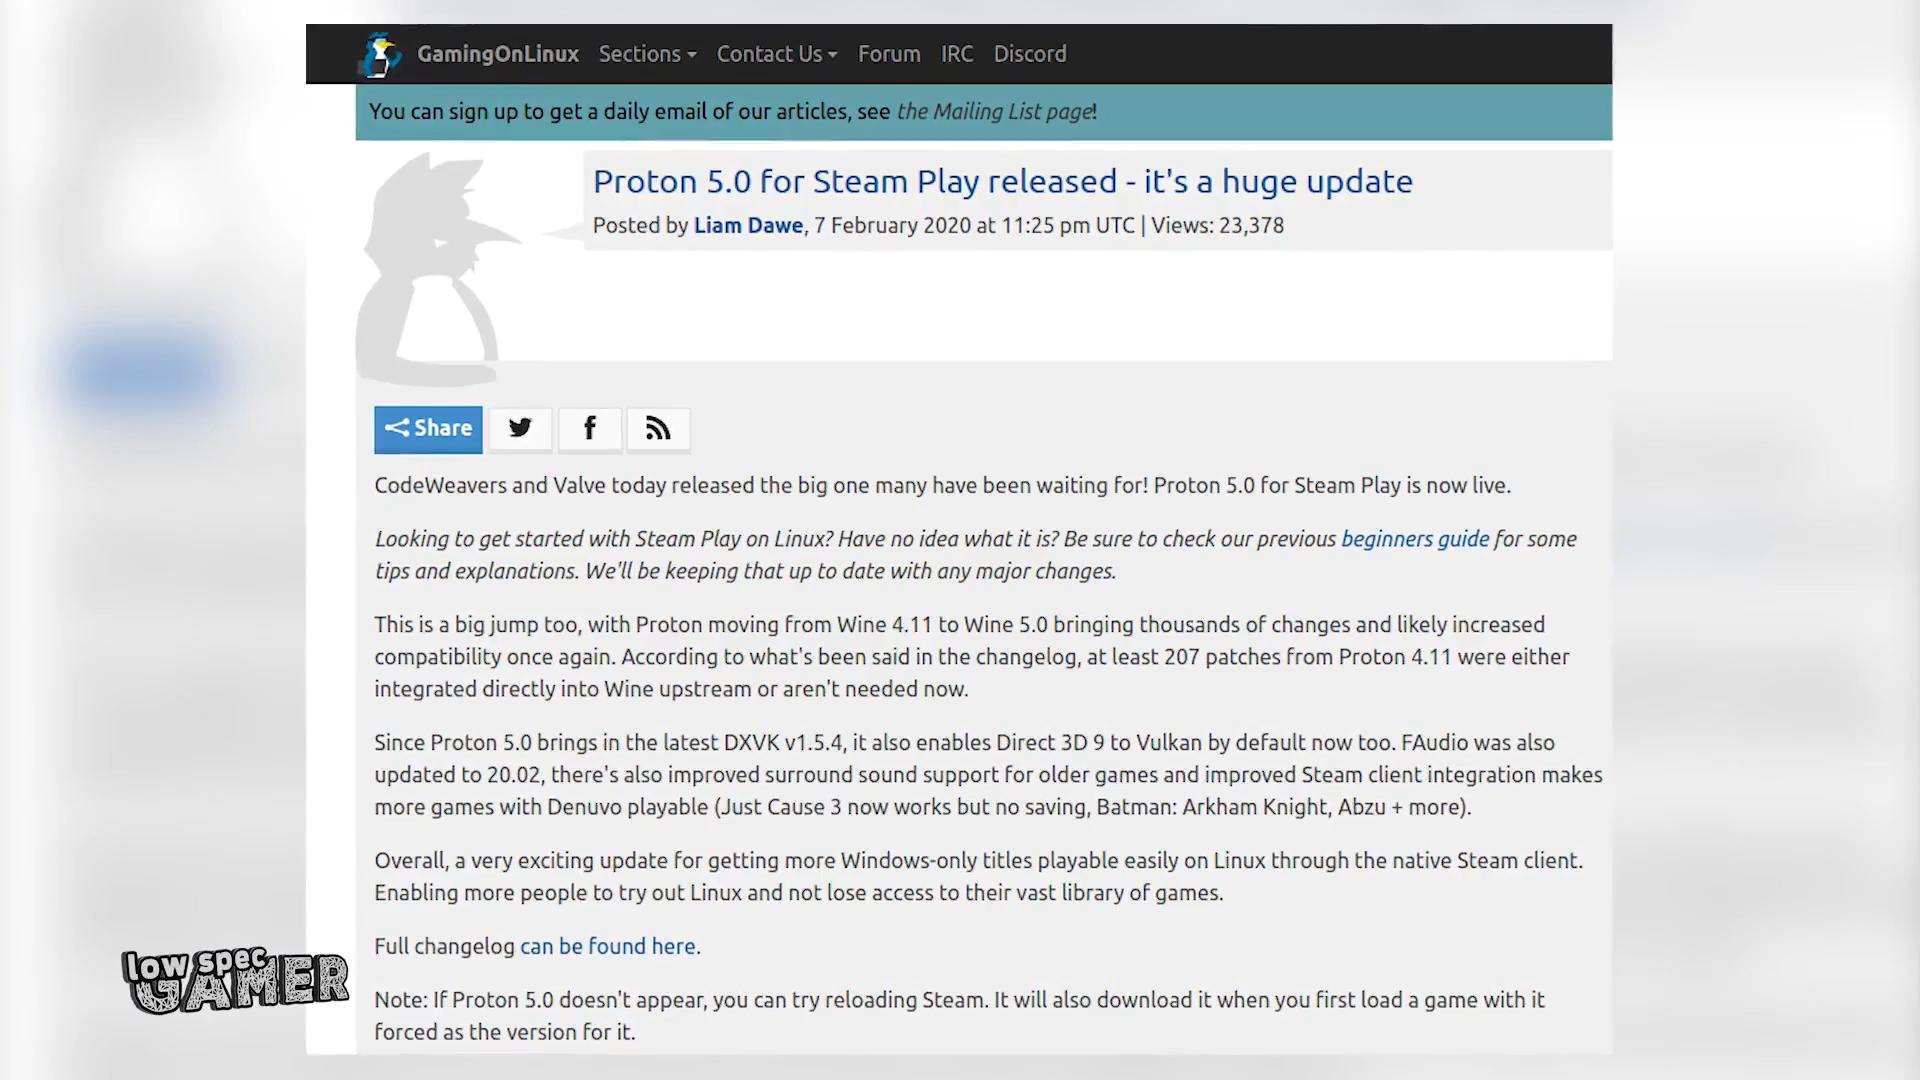 GamingOnLinux Sections Contact Us Forum IRC Discord
You can sign up to get a daily email of our articles, see the Mailing List page!
Proton 5.0 for Steam Play released - it's a huge update
Posted by Liam Dawe, 7 February 2020 at 11:25 pm UTC | Views: 23,378
Share
CodeWeavers and Valve today released the big one many have been waiting for! Proton 5.0 for Steam Play is now live.
Looking to get started with Steam Play on Linux? Have no idea what it is? Be sure to check our previous beginners guide for some
tips and explanations. We'll be keeping that up to date with any major changes.
This is a big jump too, with Proton moving from Wine 4.11 to Wine 5.0 bringing thousands of changes and likely increased
compatibility once again. According to what's been said in the changelog, at least 207 patches from Proton 4.11 were either
integrated directly into Wine upstream or aren't needed now.
Since Proton 5.0 brings in the latest DXVK v1.5.4, it also enables Direct 3D 9 to Vulkan by default now too. FAudio was also
updated to 20.02, there's also improved surround sound support for older games and improved Steam client integration makes
more games with Denuvo playable (Just Cause 3 now works but no saving, Batman: Arkham Knight, Abzu + more).
Overall, a very exciting update for getting more Windows-only titles playable easily on Linux through the native Steam client.
Enabling more people to try out Linux and not lose access to their vast library of games.
Full changelog can be found here.
Note: If Proton 5.0 doesn't appear, you can try reloading Steam. It will also download it when you first load a game with it
forced as the version for it.
low spec
GAMER